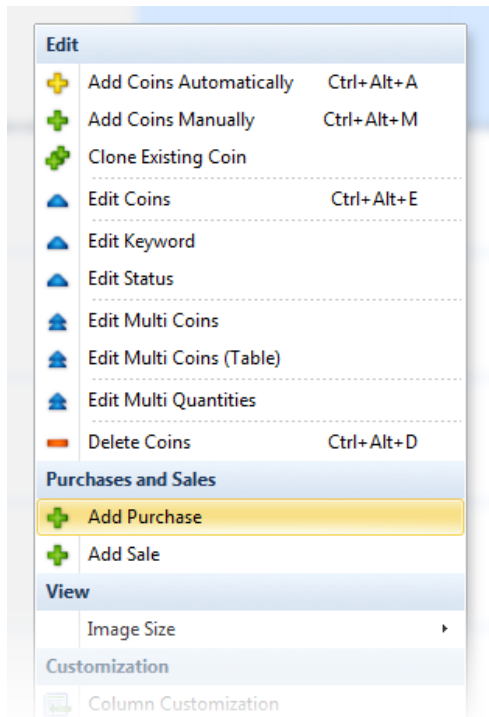 Edit
Add Coins Automatically Ctrl+Alt+A
Add Coins Manually Ctrl+Alt+M
Clone Existing Coin
Edit Coins Ctrl+Alt+E
Edit Keyword
Edit Status
Edit Multi Coins
Edit Multi Coins (Table)
Edit Multi Quantities
Delete Coins Ctrl+Alt+D
Purchases and Sales
Add Purchase
Add Sale
View
Image Size
Customization
Column Customization